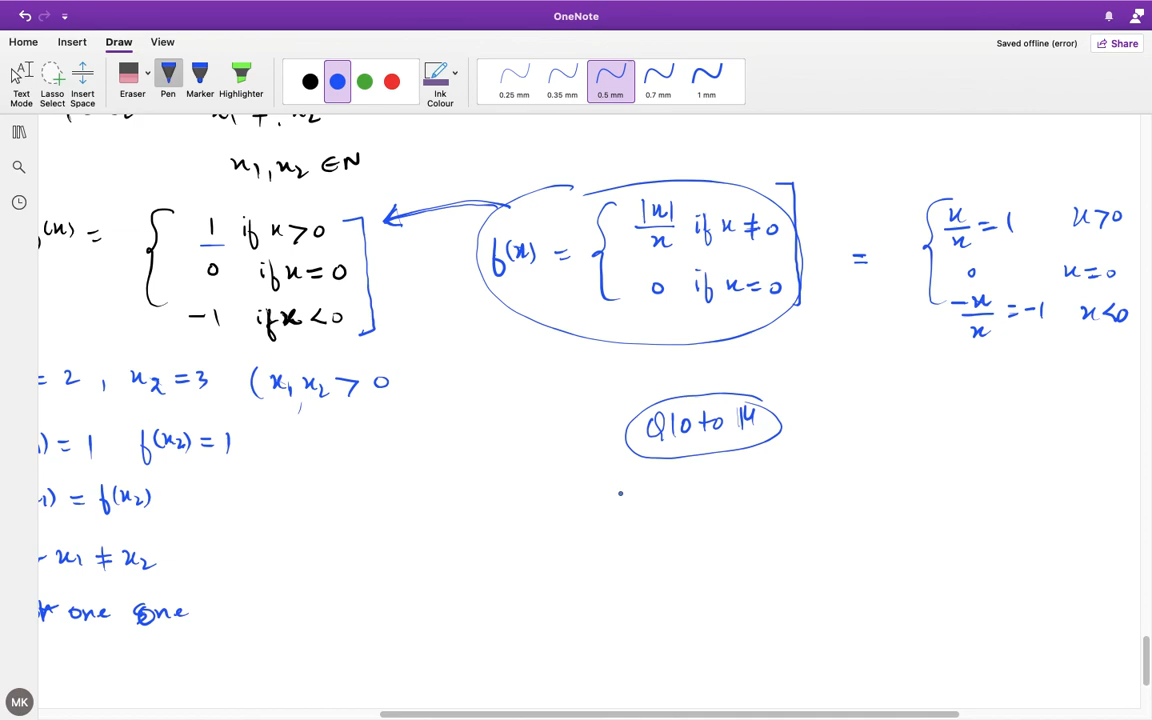 OneNote
Home Insert Draw View
Saved offline (error) Share
Text Mode
Lasso Select
Insert Space
Eraser
Pen
Marker
Highlighter
Ink Colour
0.25 mm 0.35 mm 0.5 mm 0.7 mm 1 mm
x1, x2 ∈ N
(x) = { 1 if x > 0
0 if x = 0
-1 if x < 0
f(x) = { |x|/x if x ≠ 0
0 if x = 0
= { x/x = 1 x > 0
0 x = 0
-x/x = -1 x < 0
= 2 , x2 = 3 (x1, x2 > 0
) = 1 f(x2) = 1
) = f(x2)
x1 ≠ x2
one one
Q10 to 14
MK